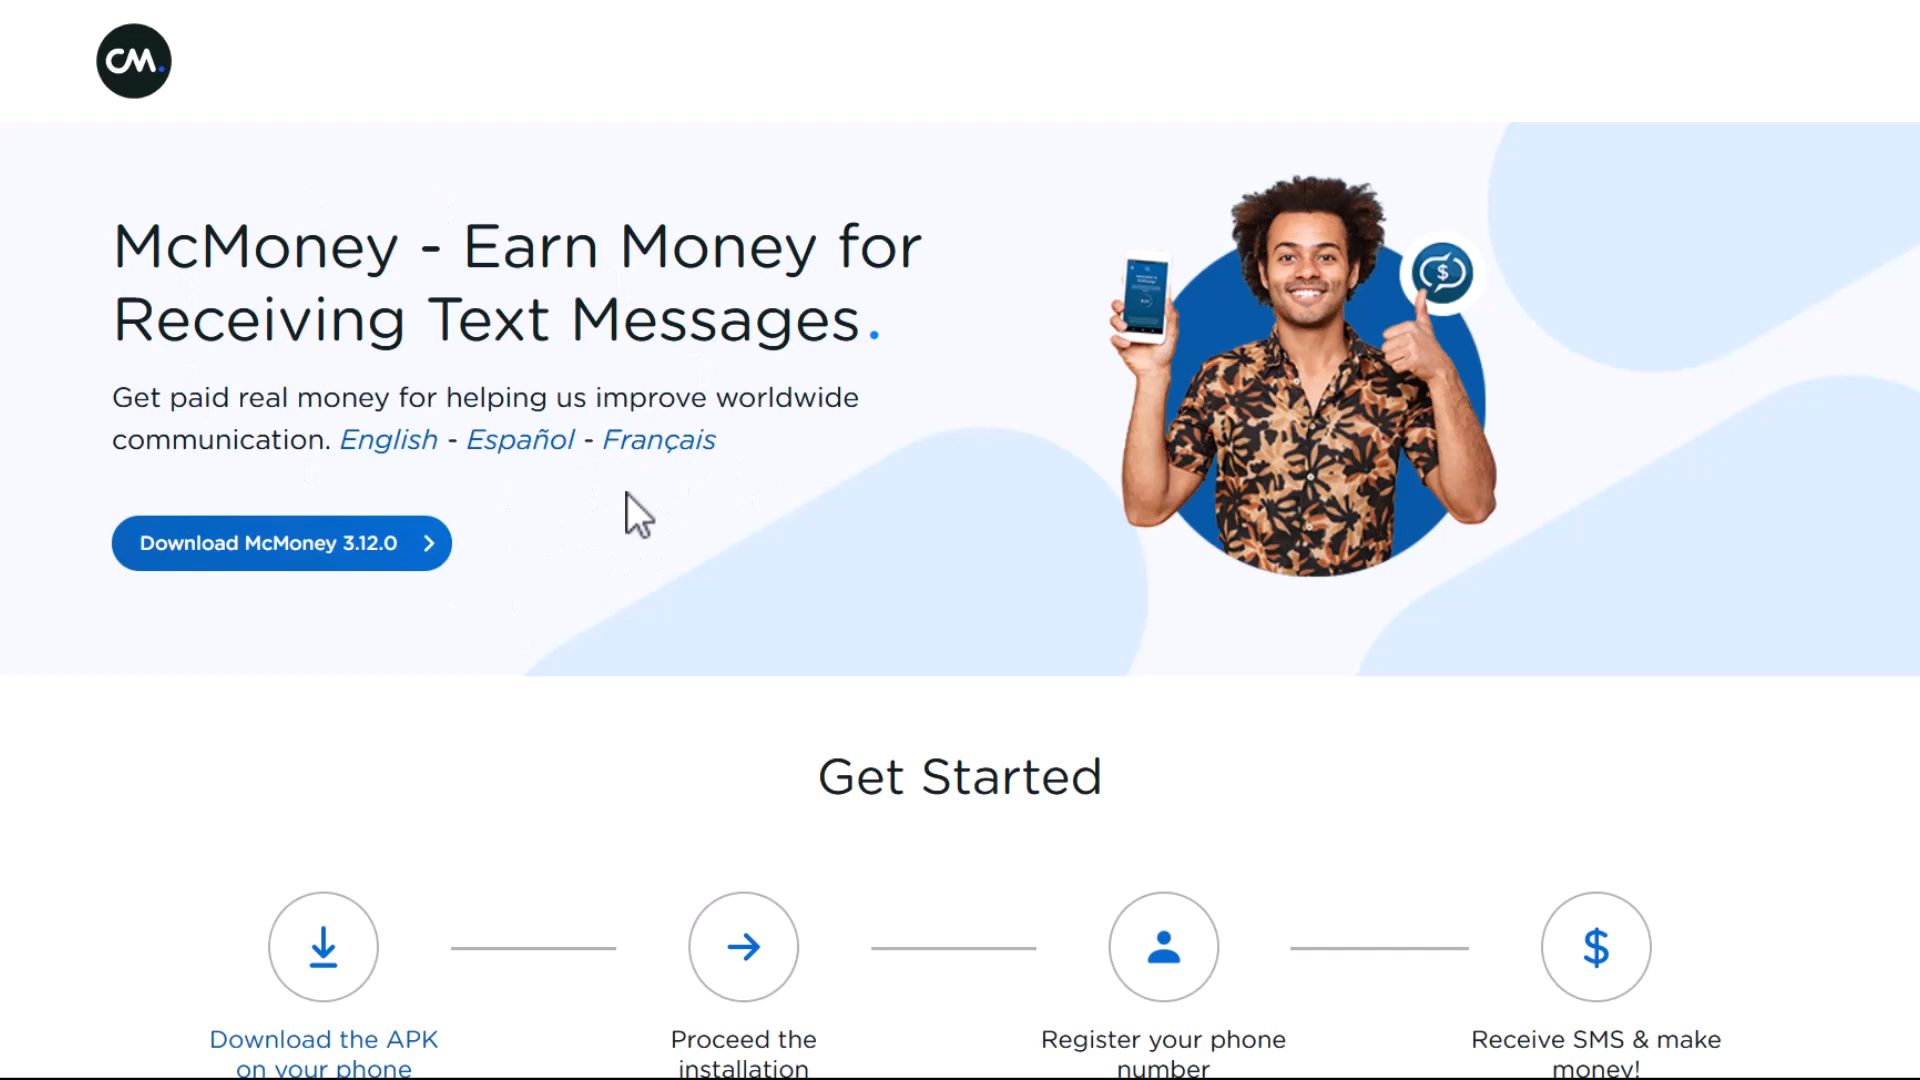 CM.
McMoney - Earn Money for
Receiving Text Messages.
Get paid real money for helping us improve worldwide
communication. English - Español - Français
Download McMoney 3.12.0
$
Get Started
$
Download the APK
on your phone
Proceed the
installation
Register your phone
number
Receive SMS & make
money!